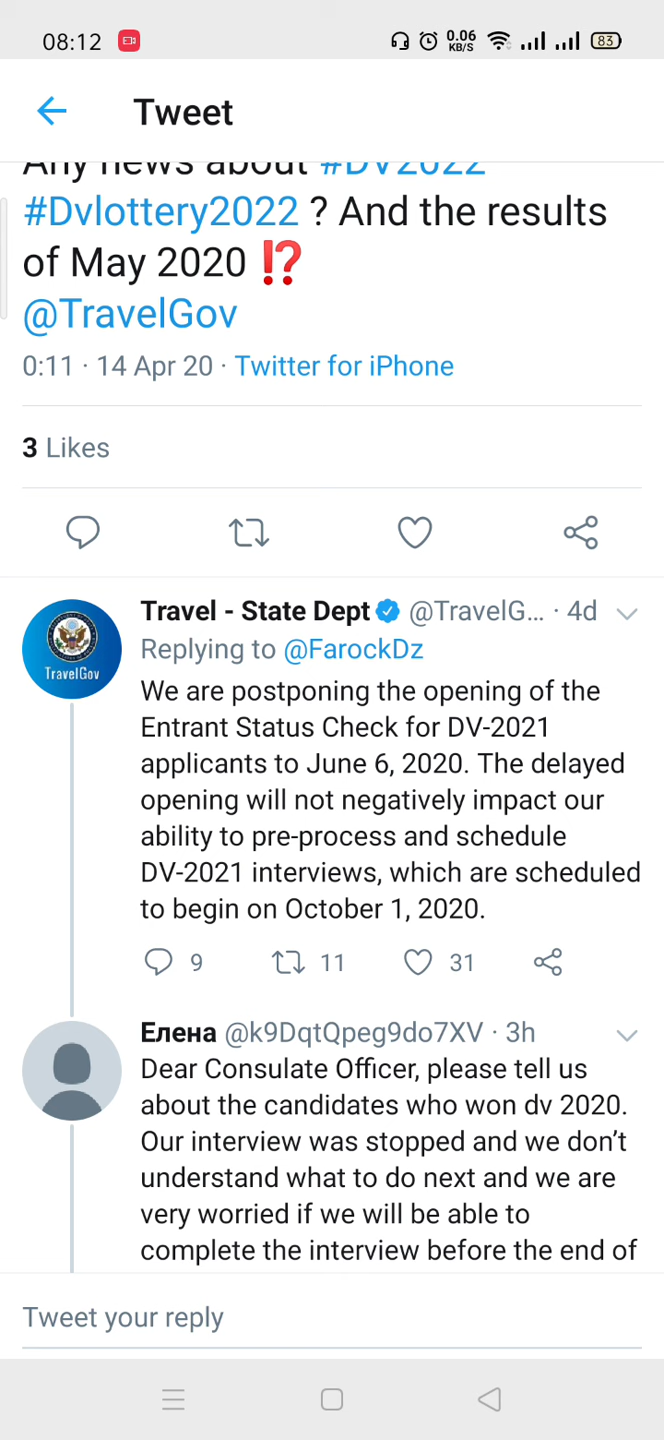 08:12
0.06
KB/S
83
Tweet
Any news about #DV2022
#Dvlottery2022 ? And the results
of May 2020 ⁉️
@TravelGov
0:11 · 14 Apr 20 · Twitter for iPhone
3 Likes
Travel - State Dept @TravelG... · 4d
Replying to @FarockDz
TravelGov
We are postponing the opening of the
Entrant Status Check for DV-2021
applicants to June 6, 2020. The delayed
opening will not negatively impact our
ability to pre-process and schedule
DV-2021 interviews, which are scheduled
to begin on October 1, 2020.
9 11 31
Елена @k9DqtQpeg9do7XV · 3h
Dear Consulate Officer, please tell us
about the candidates who won dv 2020.
Our interview was stopped and we don't
understand what to do next and we are
very worried if we will be able to
complete the interview before the end of
Tweet your reply